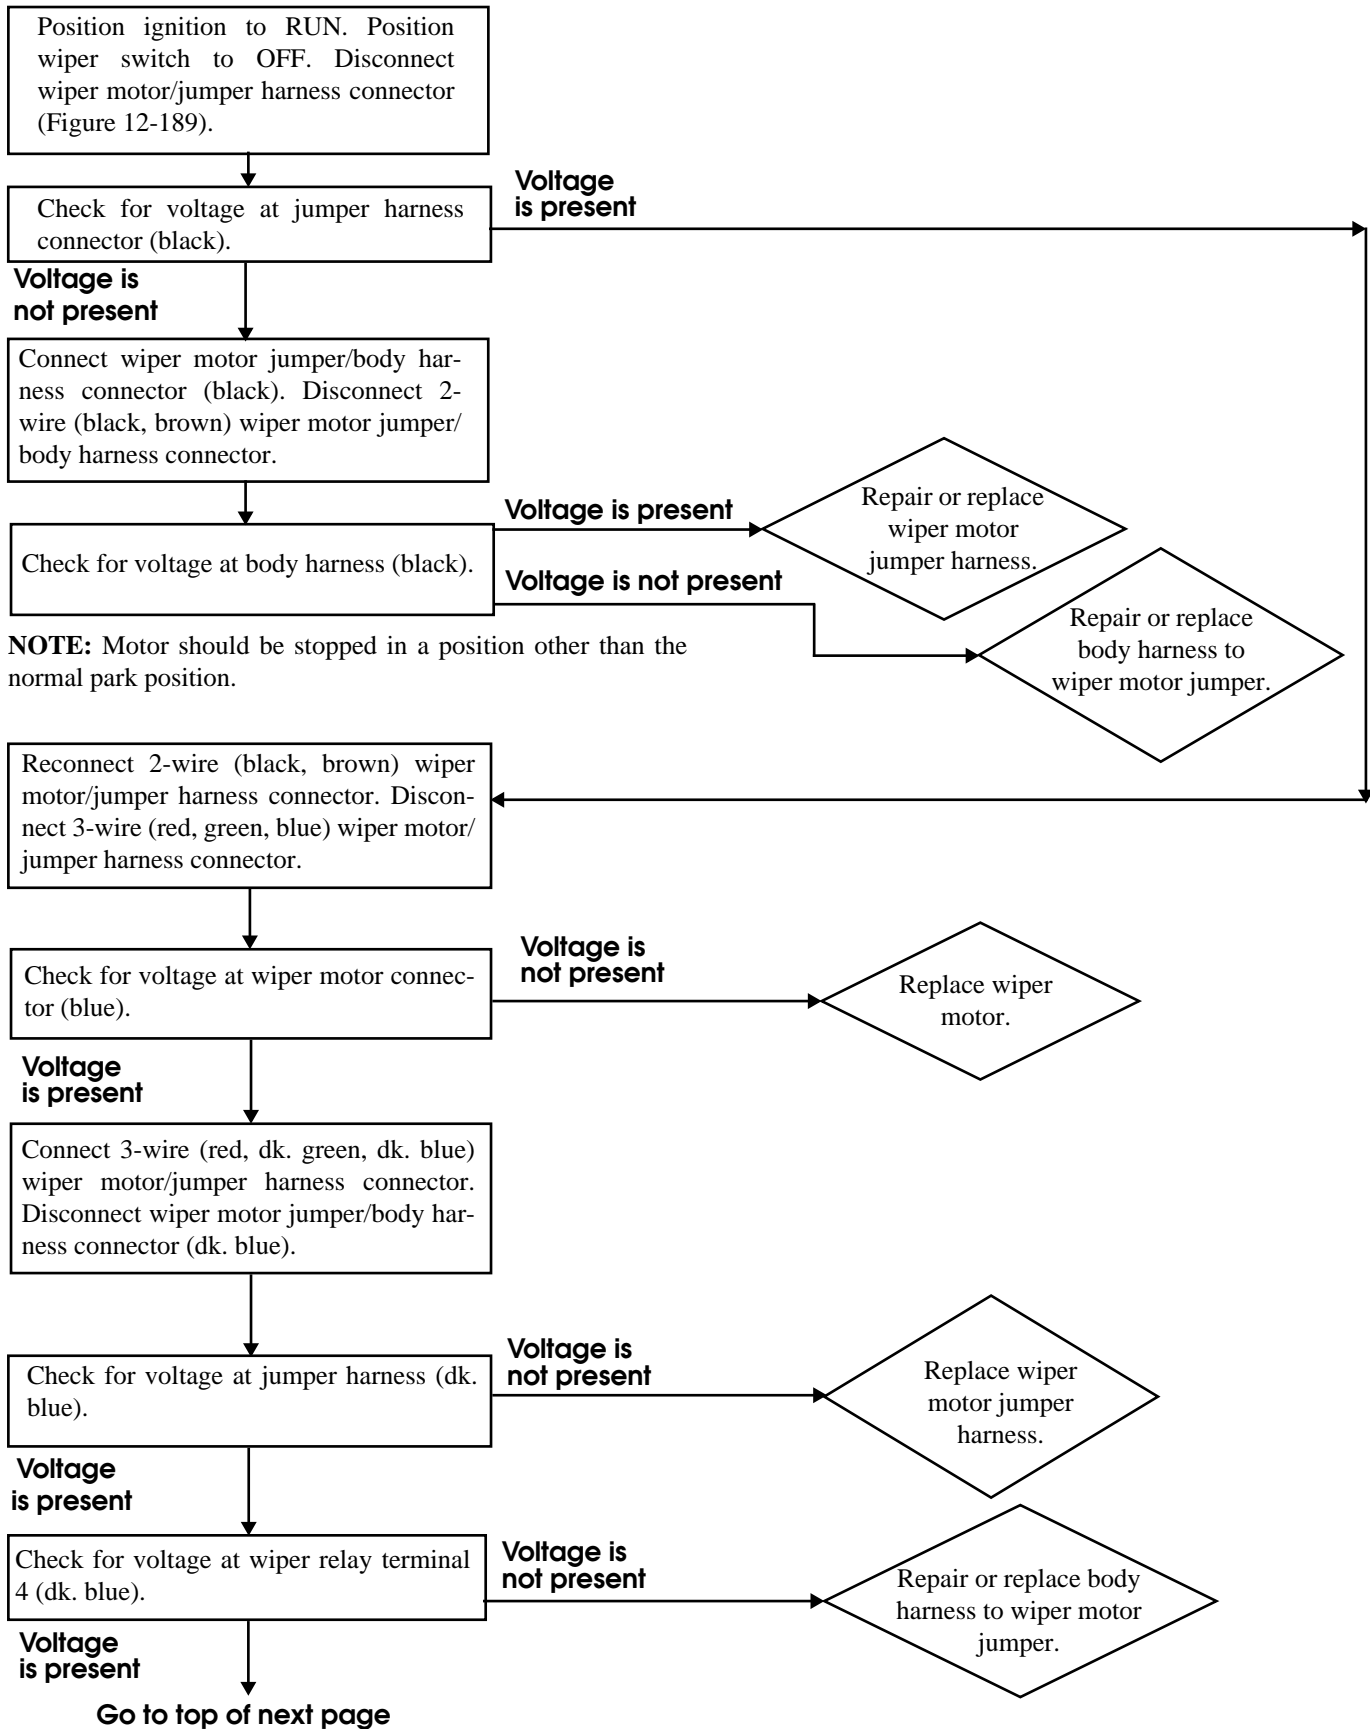 Position ignition to RUN. Position
wiper switch to OFF. Disconnect
wiper motor/jumper harness connector
(Figure 12-189).
Voltage
is present
Check for voltage at jumper harness
connector (black).
Voltage is
not present
Connect wiper motor jumper/body har-
ness connector (black). Disconnect 2-
wire (black, brown) wiper motor jumper/
body harness connector.
Voltage is present
Repair or replace
wiper motor
jumper harness.
Check for voltage at body harness (black).
Voltage is not present
Repair or replace
body harness to
wiper motor jumper.
NOTE: Motor should be stopped in a position other than the
normal park position.
Reconnect 2-wire (black, brown) wiper
motor/jumper harness connector. Discon-
nect 3-wire (red, green, blue) wiper motor/
jumper harness connector.
Check for voltage at wiper motor connec-
tor (blue).
Voltage is
not present
Replace wiper
motor.
Voltage
is present
Connect 3-wire (red, dk. green, dk. blue)
wiper motor/jumper harness connector.
Disconnect wiper motor jumper/body har-
ness connector (dk. blue).
Check for voltage at jumper harness (dk.
blue).
Voltage is
not present
Replace wiper
motor jumper
harness.
Voltage
is present
Check for voltage at wiper relay terminal
4 (dk. blue).
Voltage is
not present
Repair or replace body
harness to wiper motor
jumper.
Voltage
is present
Go to top of next page